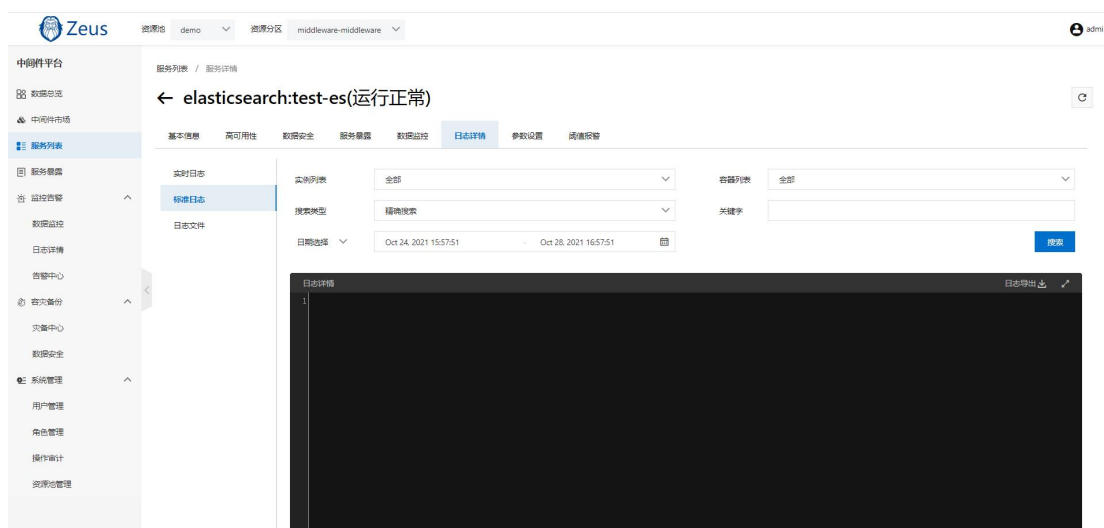 Zeus
资源池 demo 资源分区 middleware-middleware
admi
中间件平台
数据总览
中间件市场
服务列表
服务暴露
监控告警
数据监控
日志详情
告警中心
容灾备份
灾备中心
数据安全
系统管理
用户管理
角色管理
操作审计
资源池管理
服务列表 / 服务详情
← elasticsearch:test-es(运行正常)
基本信息 高可用性 数据安全 服务暴露 数据监控 日志详情 参数设置 阈值报警
实时日志
标准日志
日志文件
实例列表 全部 容器列表 全部
搜索类型 精确搜索 关键字
日期选择 Oct 24, 2021 15:57:51 - Oct 28, 2021 16:57:51
搜索
日志详情 日志导出
1